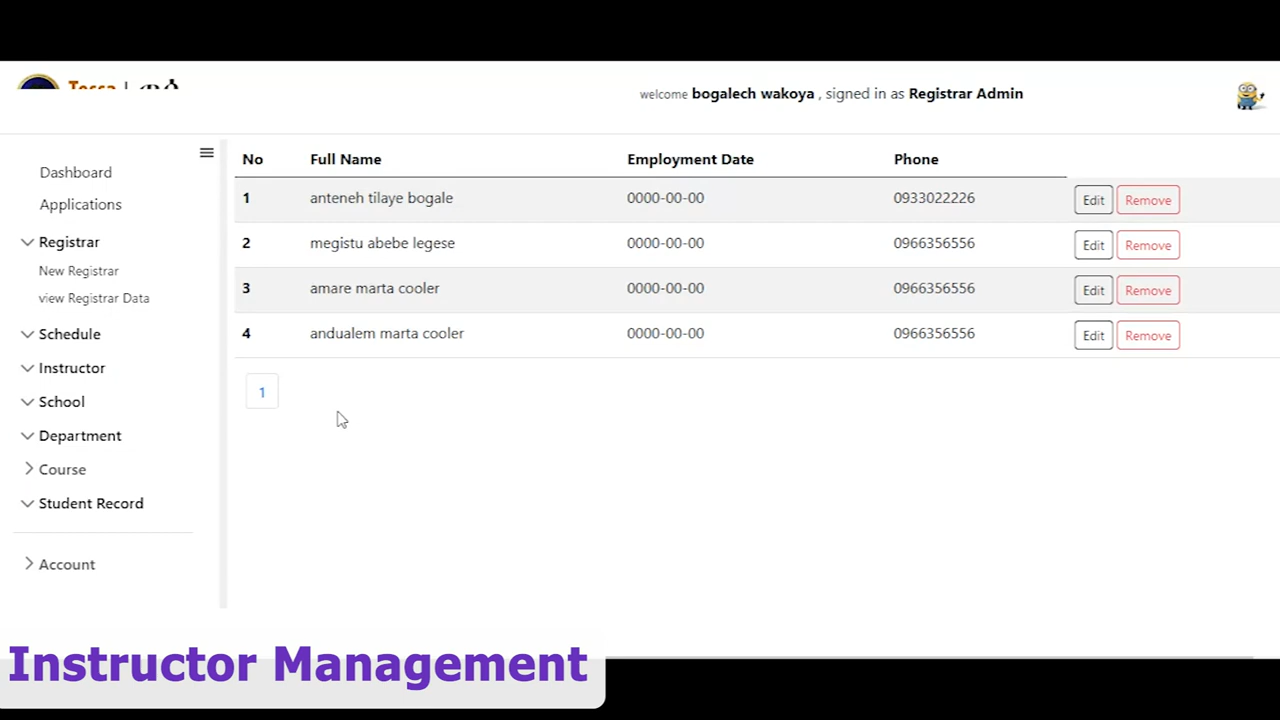 welcome bogalech wakoya , signed in as Registrar Admin
Dashboard
Applications
Registrar
New Registrar
view Registrar Data
Schedule
Instructor
School
Department
Course
Student Record
Account
No Full Name Employment Date Phone
1 anteneh tilaye bogale 0000-00-00 0933022226 Edit Remove
2 megistu abebe legese 0000-00-00 0966356556 Edit Remove
3 amare marta cooler 0000-00-00 0966356556 Edit Remove
4 andualem marta cooler 0000-00-00 0966356556 Edit Remove
1
Instructor Management